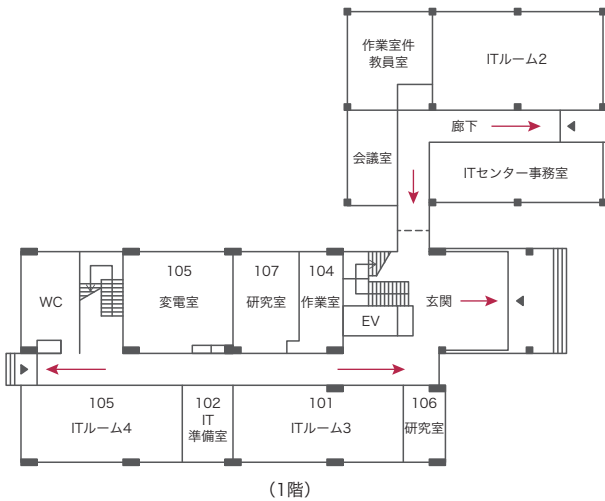 作業室件
教員室
ITルーム2
廊下
会議室
ITセンター事務室
WC
105
変電室
107
研究室
104
作業室
EV
玄関
105
ITルーム4
102
IT
準備室
101
ITルーム3
106
研究室
（1階）